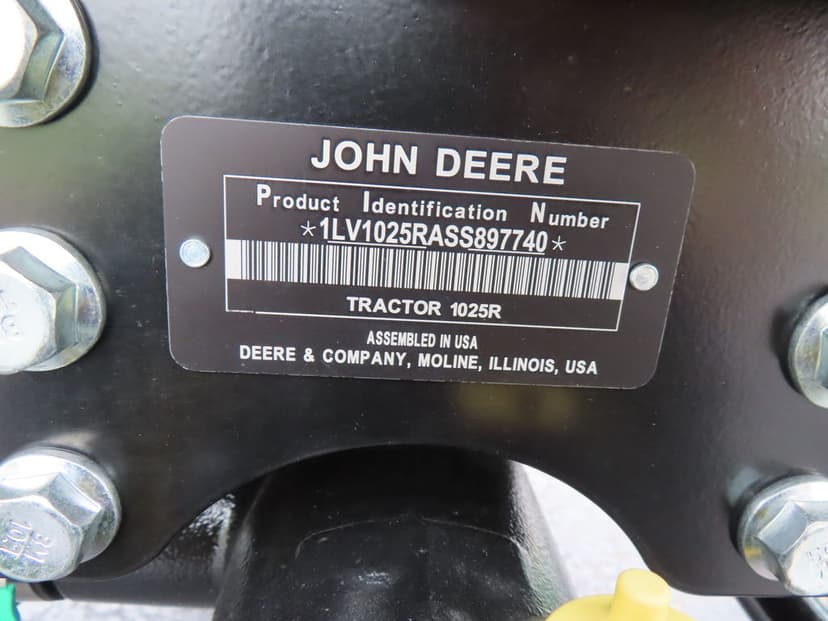 JOHN DEERE
Product Identification Number
*1LV1025RASS897740*
TRACTOR 1025R
ASSEMBLED IN USA
DEERE & COMPANY, MOLINE, ILLINOIS, USA